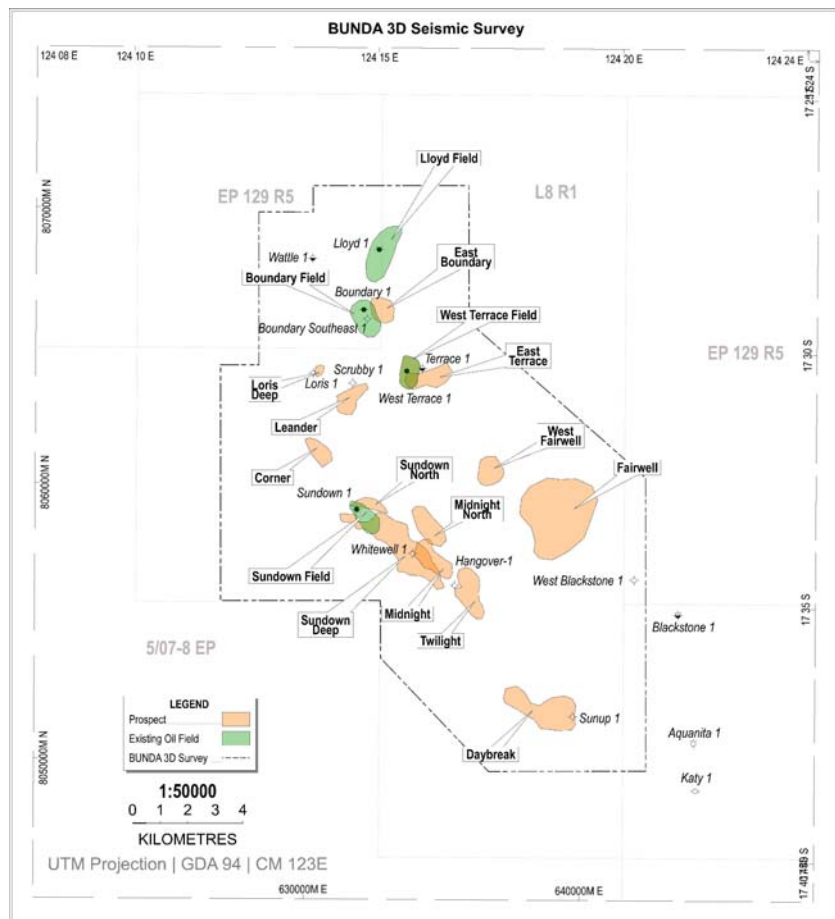 BUNDA 3D Seismic Survey
124 08 E
124 10 E
124 15 E
124 20 E
124 24 E
8070000M N
EP 129 R5
Lloyd Field
L8 R1
Lloyd 1
Wattle 1
East
Boundary
Boundary Field
Boundary 1
West Terrace Field
Boundary Southeast 1
17 30 S
Terrace 1
East
Terrace
EP 129 R5
Scrubby 1
Loris
Deep
Loris 1
West Terrace 1
Leander
West
Fairwell
Fairwell
Corner
Sundown
North
8060000M N
Sundown 1
Midnight
North
Whitewell 1
Hangover-1
Sundown Field
West Blackstone 1
Sundown
Deep
Midnight
Twilight
17 35 S
Blackstone 1
5/07-8 EP
LEGEND
Prospect
Existing Oil Field
BUNDA 3D Survey
Sunup 1
Daybreak
Aquanita 1
8050000M N
Katy 1
1:50000
0 1 2 3 4
KILOMETRES
UTM Projection | GDA 94 | CM 123E
630000M E
640000M E